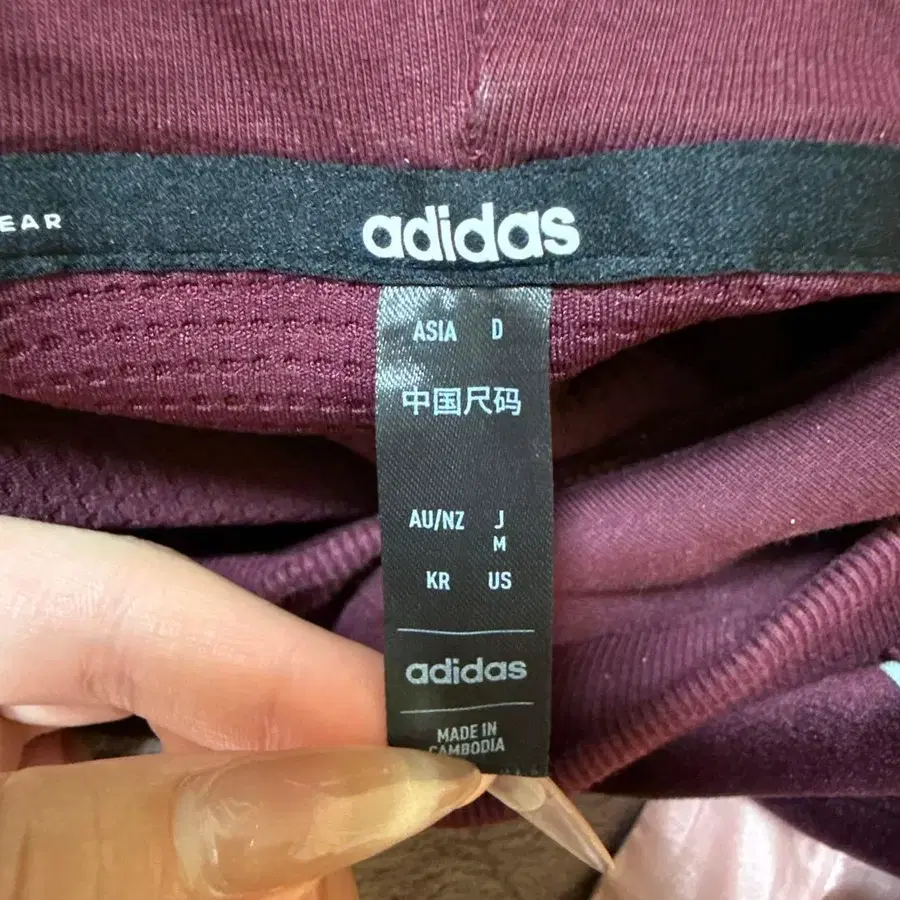 EAR
adidas
ASIA D
中国尺码
AU/NZ J
M
KR US
adidas
MADE IN
CAMBODIA